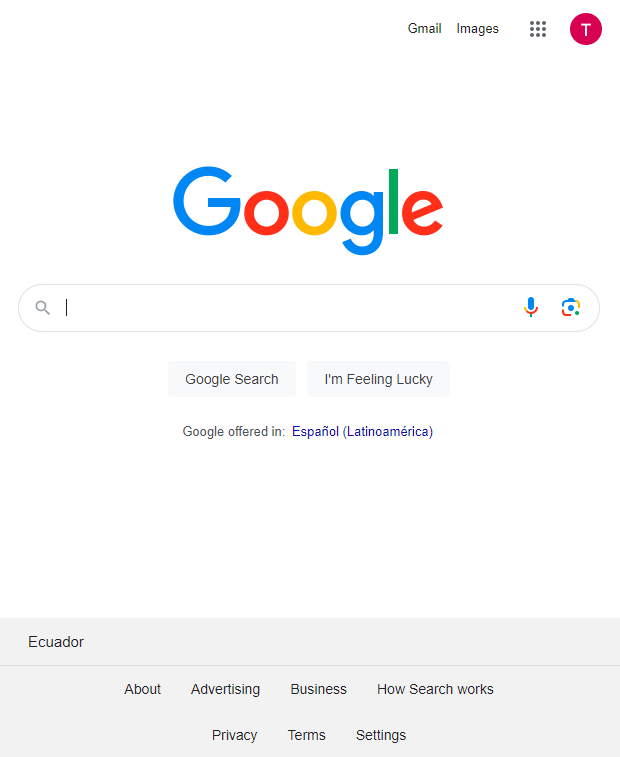 Gmail Images T
Google
Google Search I'm Feeling Lucky
Google offered in: Español (Latinoamérica)
Ecuador
About Advertising Business How Search works
Privacy Terms Settings